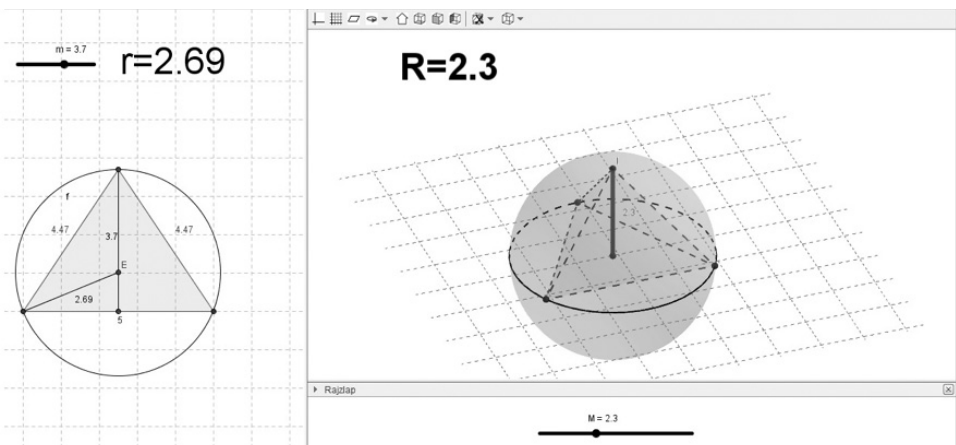 m = 3.7
r=2.69
f
4.47
3.7
4.47
E
2.69
5
R=2.3
2.3
Rajzlap
M = 2.3